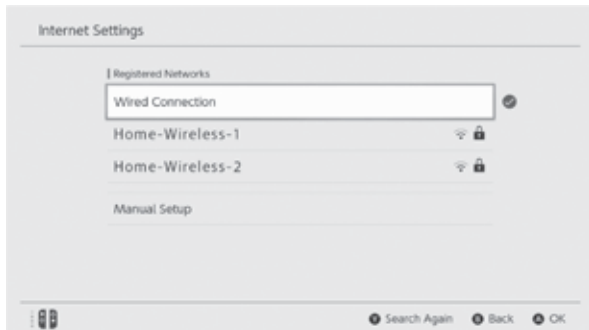 Internet Settings
Registered Networks
Wired Connection
Home-Wireless-1
Home-Wireless-2
Manual Setup
Y Search Again B Back A OK